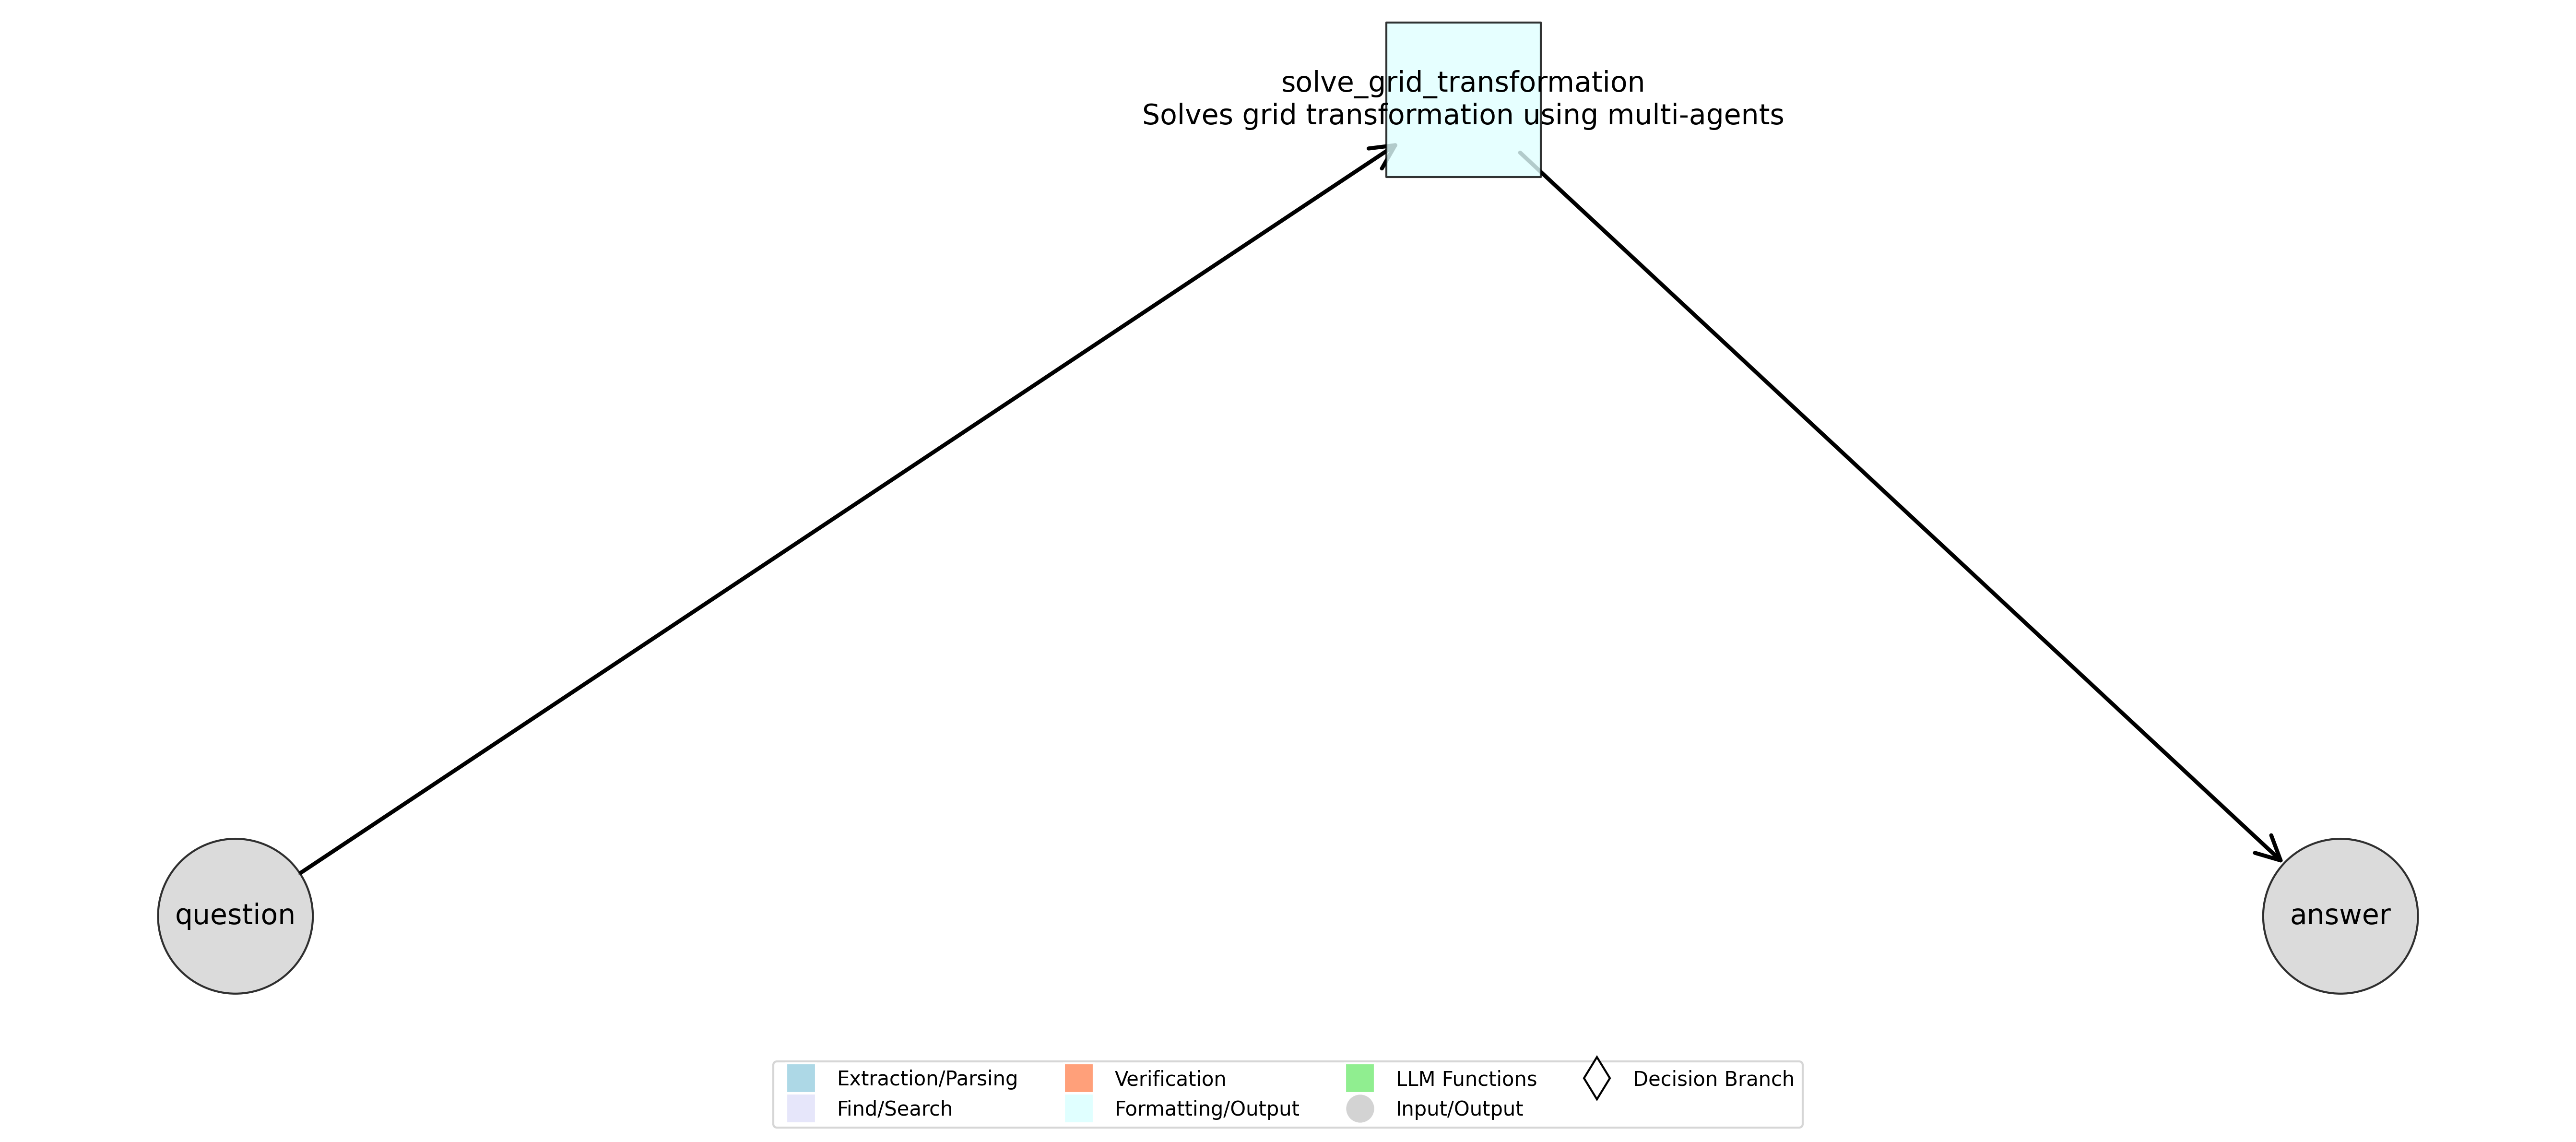 solve_grid_transformation
Solves grid transformation using multi-agents
question
answer
Extraction/Parsing
Find/Search
Verification
Formatting/Output
LLM Functions
Input/Output
Decision Branch